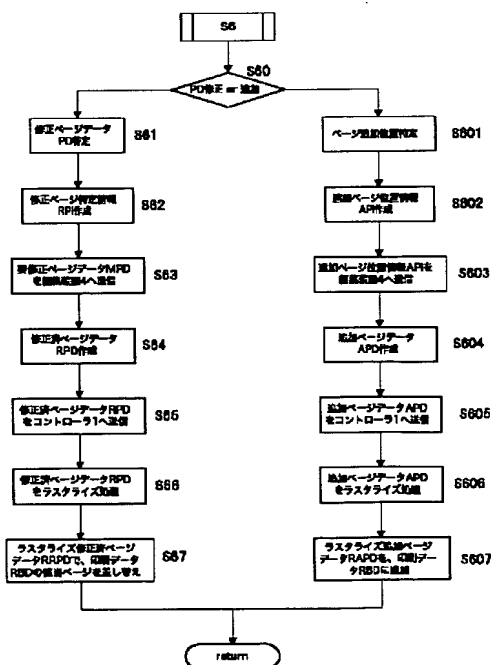 S6
S60
PD修正 or 追加
修正ページデータ
PD特定
S61
修正ページ特定情報
RPI作成
S62
要修正ページデータMPD
を編集装置4へ送信
S63
修正済ページデータ
RPD作成
S64
修正済ページデータRPD
をコントローラ1へ送信
S65
修正済ページデータRPD
をラスタライズ処理
S66
ラスタライズ修正済ページ
データRRPDで、印刷データ
RBDの該当ページを差し替え
S67
ページ追加位置特定
S601
追加ページ位置情報
API作成
S602
追加ページ位置情報APIを
編集装置4へ送信
S603
追加ページデータ
APD作成
S604
追加ページデータAPD
をコントローラ1へ送信
S605
追加ページデータAPD
をラスタライズ処理
S606
ラスタライズ追加ページ
データRAPDを、印刷デー
タRBDに追加
S607
return